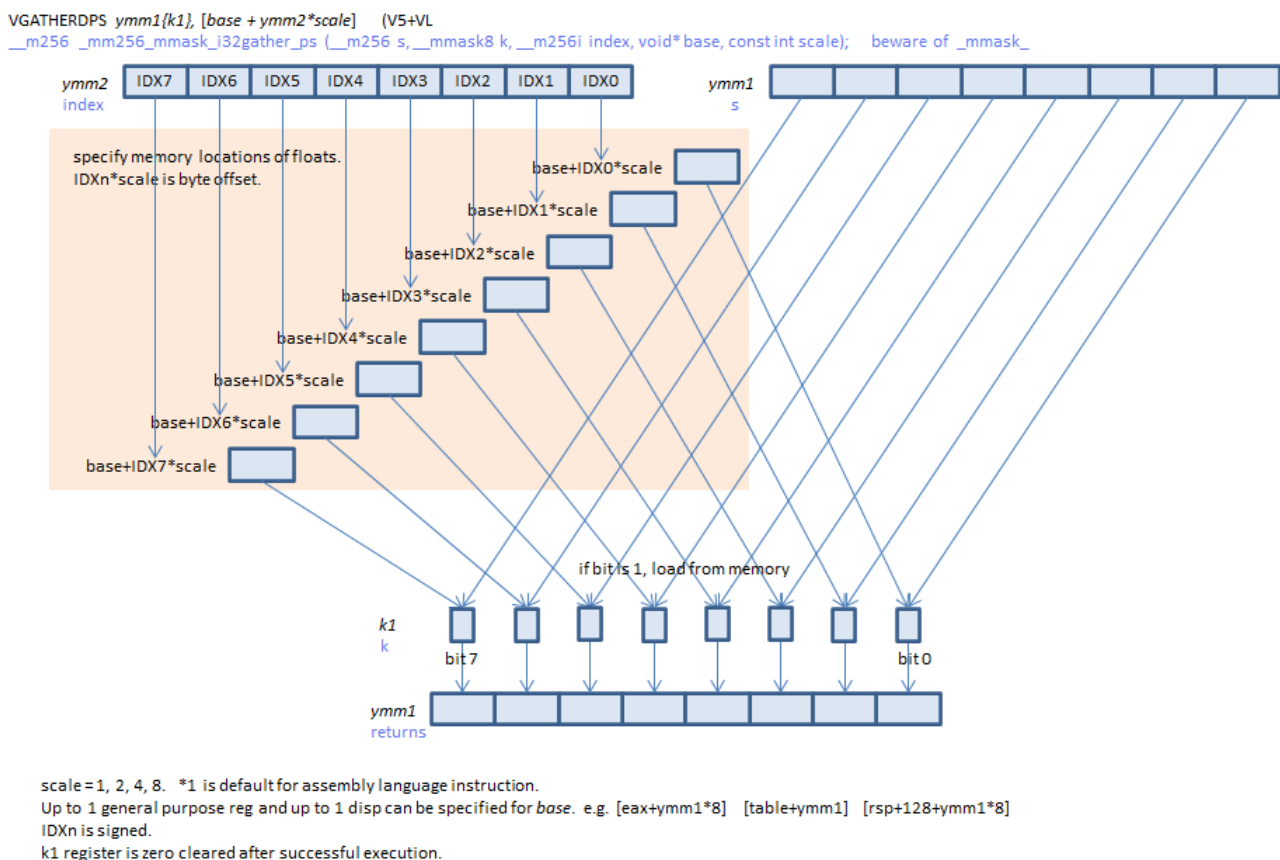 VGATHERDPS ymm1{k1}, [base + ymm2*scale] (V5+VL
__m256 _mm256_mmask_i32gather_ps (__m256 s, __mmask8 k, __m256i index, void* base, const int scale); beware of _mmask_
ymm2 IDX7 IDX6 IDX5 IDX4 IDX3 IDX2 IDX1 IDX0 ymm1
index s
specify memory locations of floats.
IDXn*scale is byte offset.
base+IDX0*scale
base+IDX1*scale
base+IDX2*scale
base+IDX3*scale
base+IDX4*scale
base+IDX5*scale
base+IDX6*scale
base+IDX7*scale
if bit is 1, load from memory
k1
k
bit 7 bit 0
ymm1
returns
scale = 1, 2, 4, 8. *1 is default for assembly language instruction.
Up to 1 general purpose reg and up to 1 disp can be specified for base. e.g. [eax+ymm1*8] [table+ymm1] [rsp+128+ymm1*8]
IDXn is signed.
k1 register is zero cleared after successful execution.